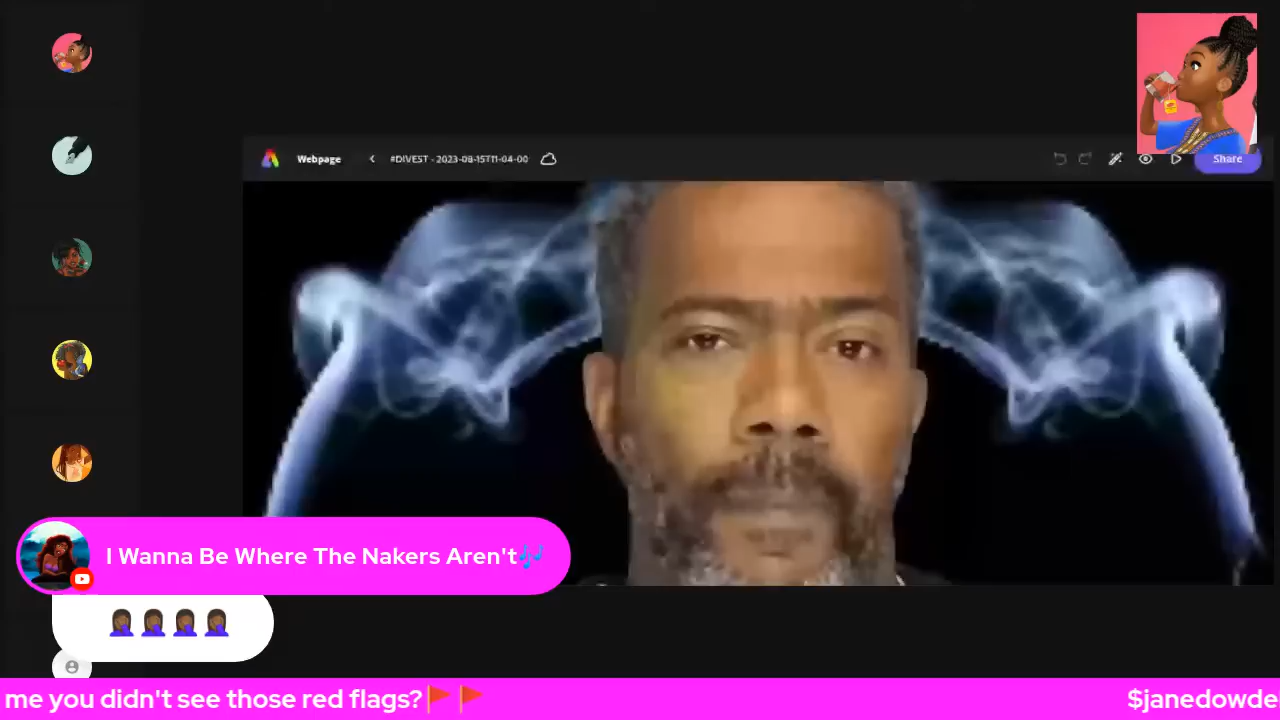 Webpage
#DIVEST - 2023-08-15T11-04-00
Share
I Wanna Be Where The Nakers Aren't🎶
🤦🏾‍♀️🤦🏾‍♀️🤦🏾‍♀️🤦🏾‍♀️
me you didn't see those red flags?🚩🚩
$janedowde